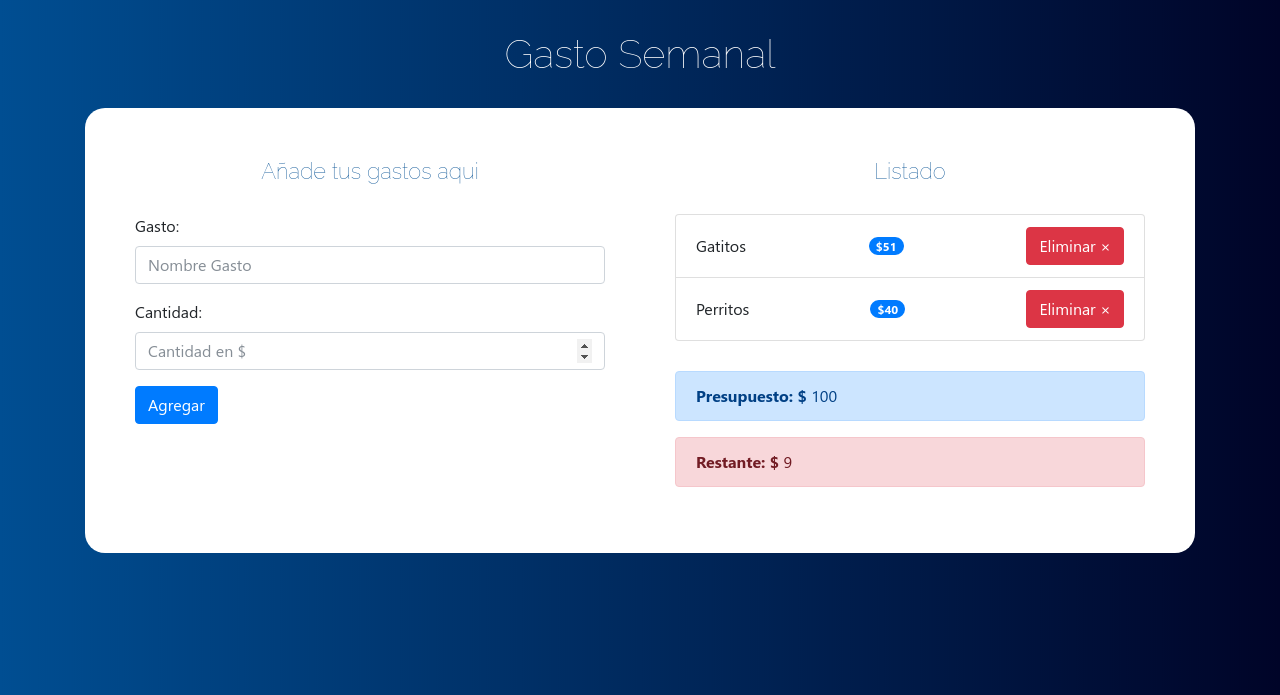 Gasto Semanal
Añade tus gastos aqui
Gasto:
Nombre Gasto
Cantidad:
Cantidad en $
Agregar
Listado
Gatitos $51 Eliminar ×
Perritos $40 Eliminar ×
Presupuesto: $ 100
Restante: $ 9